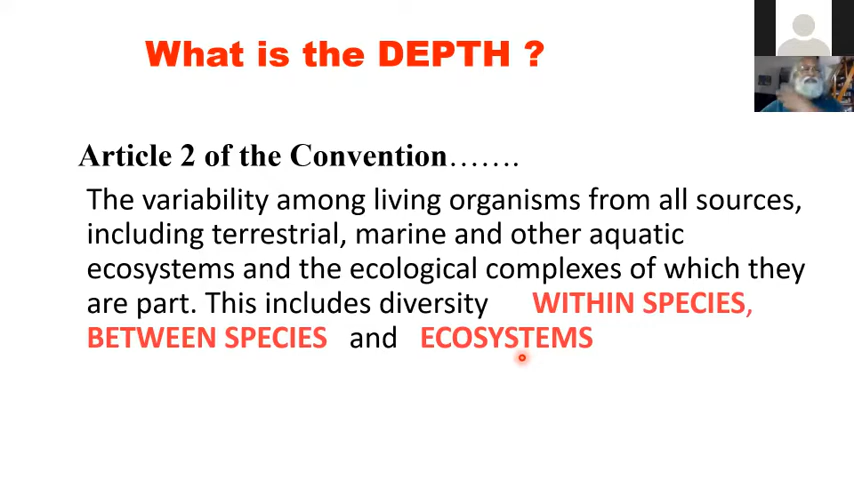 What is the DEPTH ?
Article 2 of the Convention…….
The variability among living organisms from all sources,
including terrestrial, marine and other aquatic
ecosystems and the ecological complexes of which they
are part. This includes diversity WITHIN SPECIES,
BETWEEN SPECIES and ECOSYSTEMS